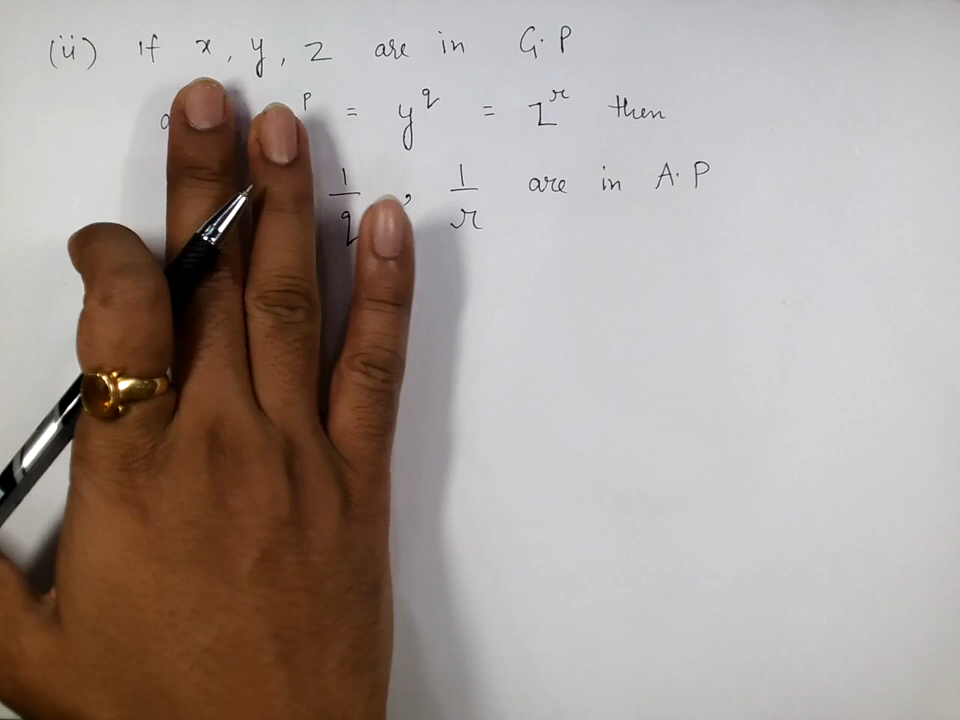 (ii) If x, y, z are in G.P
p = y^q = z^r then
1/q , 1/r are in A.P